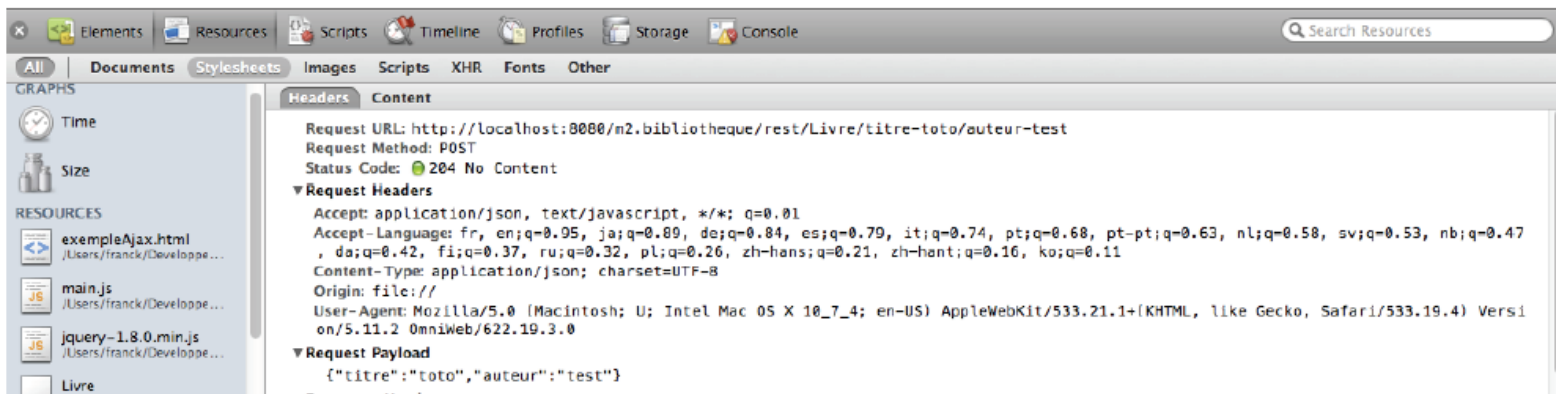 Elements Resources Scripts Timeline Profiles Storage Console Search Resources
All Documents Stylesheets Images Scripts XHR Fonts Other
GRAPHS
Time
Size
RESOURCES
exempleAjax.html
/Users/franck/Developpe...
main.js
/Users/franck/Developpe...
jquery-1.8.0.min.js
/Users/franck/Developpe...
Livre
Headers Content
Request URL: http://localhost:8080/m2.bibliotheque/rest/Livre/titre-toto/auteur-test
Request Method: POST
Status Code: 204 No Content
▼Request Headers
Accept: application/json, text/javascript, */*; q=0.01
Accept-Language: fr, en;q=0.95, ja;q=0.89, de;q=0.84, es;q=0.79, it;q=0.74, pt;q=0.68, pt-pt;q=0.63, nl;q=0.58, sv;q=0.53, nb;q=0.47
, da;q=0.42, fi;q=0.37, ru;q=0.32, pl;q=0.26, zh-hans;q=0.21, zh-hant;q=0.16, ko;q=0.11
Content-Type: application/json; charset=UTF-8
Origin: file://
User-Agent: Mozilla/5.0 (Macintosh; U; Intel Mac OS X 10_7_4; en-US) AppleWebKit/533.21.1+(KHTML, like Gecko, Safari/533.19.4) Versi
on/5.11.2 OmniWeb/622.19.3.0
▼Request Payload
{"titre":"toto","auteur":"test"}